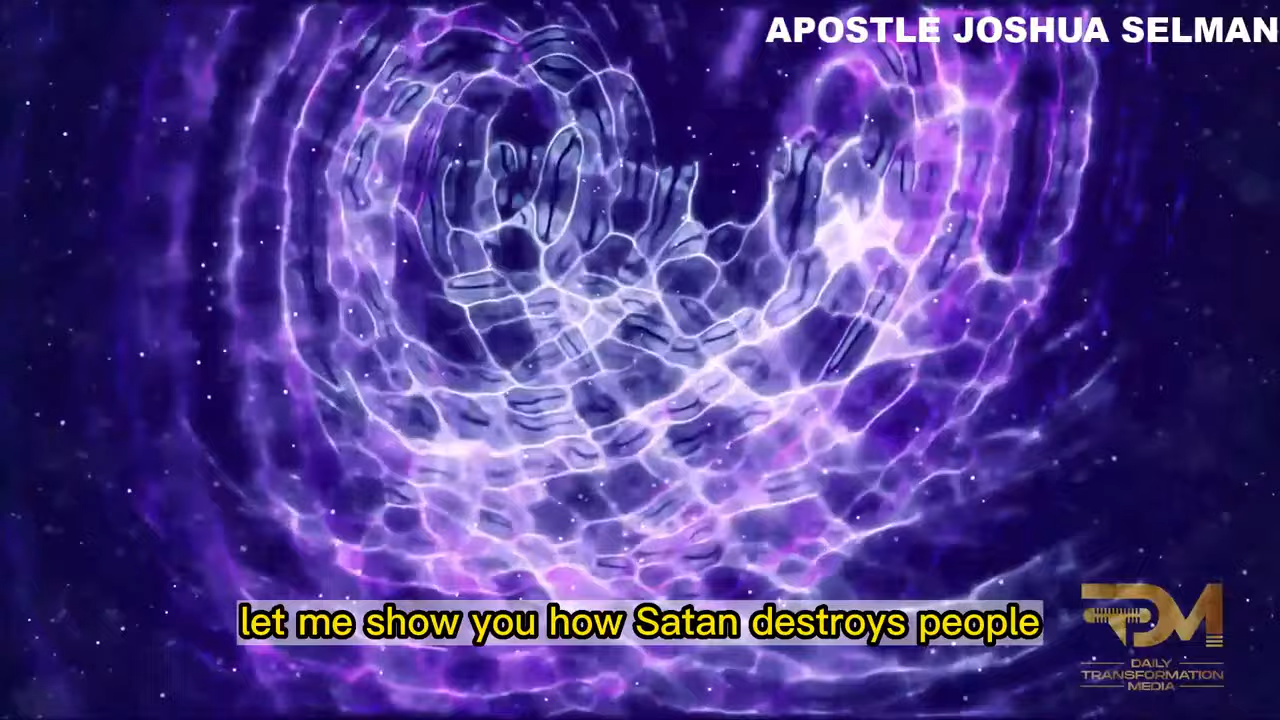 APOSTLE JOSHUA SELMAN
let me show you how Satan destroys people
DAILY
TRANSFORMATION
MEDIA